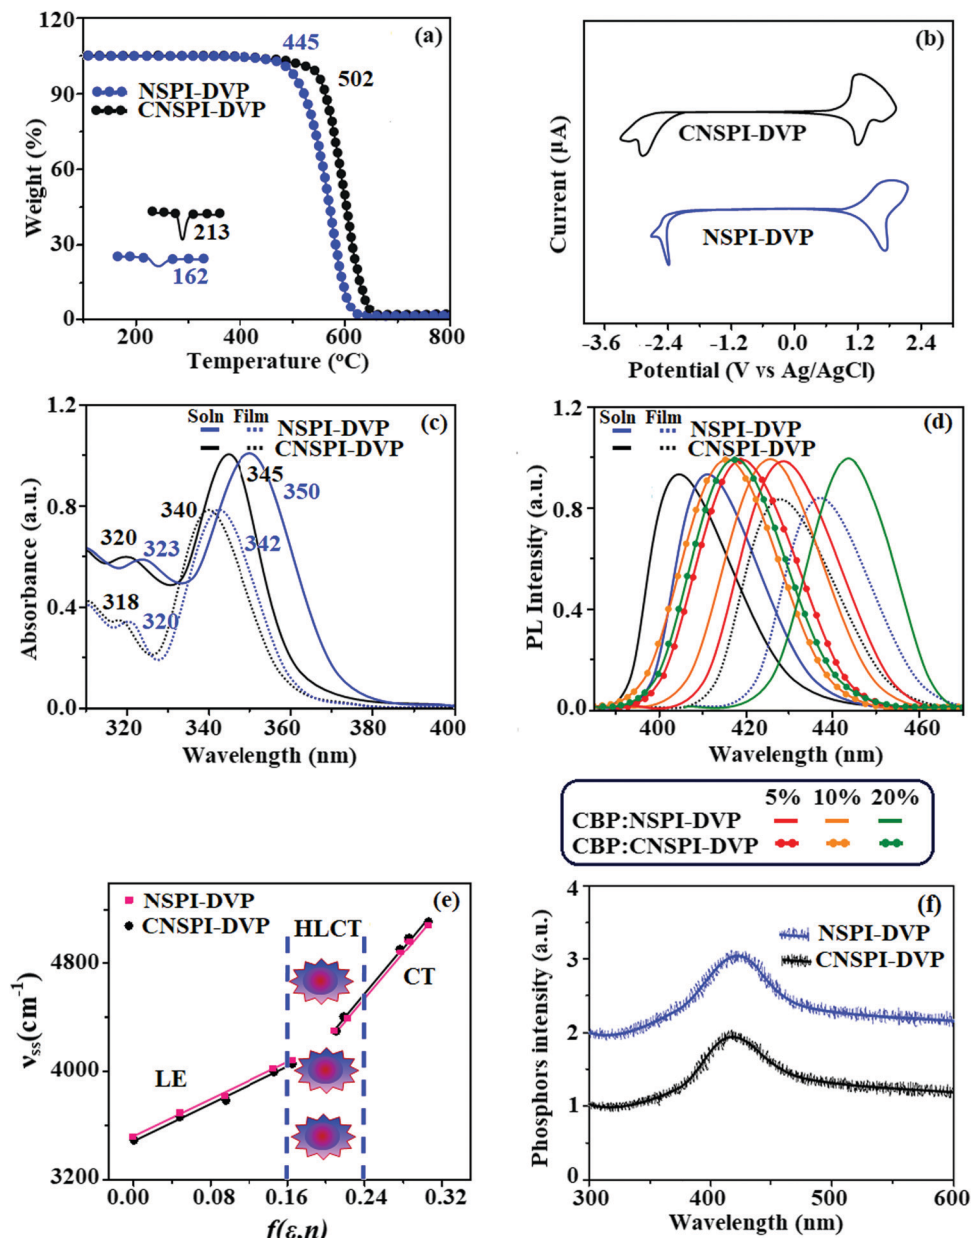 (a)
120
90
60
30
0
Weight (%)
445
502
NSPI-DVP
CNSPI-DVP
213
162
200 400 600 800
Temperature (oC)
(b)
Current (μA)
CNSPI-DVP
NSPI-DVP
-3.6 -2.4 -1.2 0.0 1.2 2.4
Potential (V vs Ag/AgCl)
(c)
1.2
0.8
0.4
0.0
Absorbance (a.u.)
Soln Film
NSPI-DVP
CNSPI-DVP
345
340
350
320
323
342
318
320
320 340 360 380 400
Wavelength (nm)
(d)
1.2
0.8
0.4
0.0
PL Intensity (a.u.)
Soln Film
NSPI-DVP
CNSPI-DVP
400 420 440 460
Wavelength (nm)
5% 10% 20%
CBP:NSPI-DVP
CBP:CNSPI-DVP
(e)
4800
4000
3200
νss(cm-1)
NSPI-DVP
CNSPI-DVP
HLCT
CT
LE
0.00 0.08 0.16 0.24 0.32
f(ε,n)
(f)
4
3
2
1
0
Phosphors intensity (a.u.)
NSPI-DVP
CNSPI-DVP
300 400 500 600
Wavelength (nm)